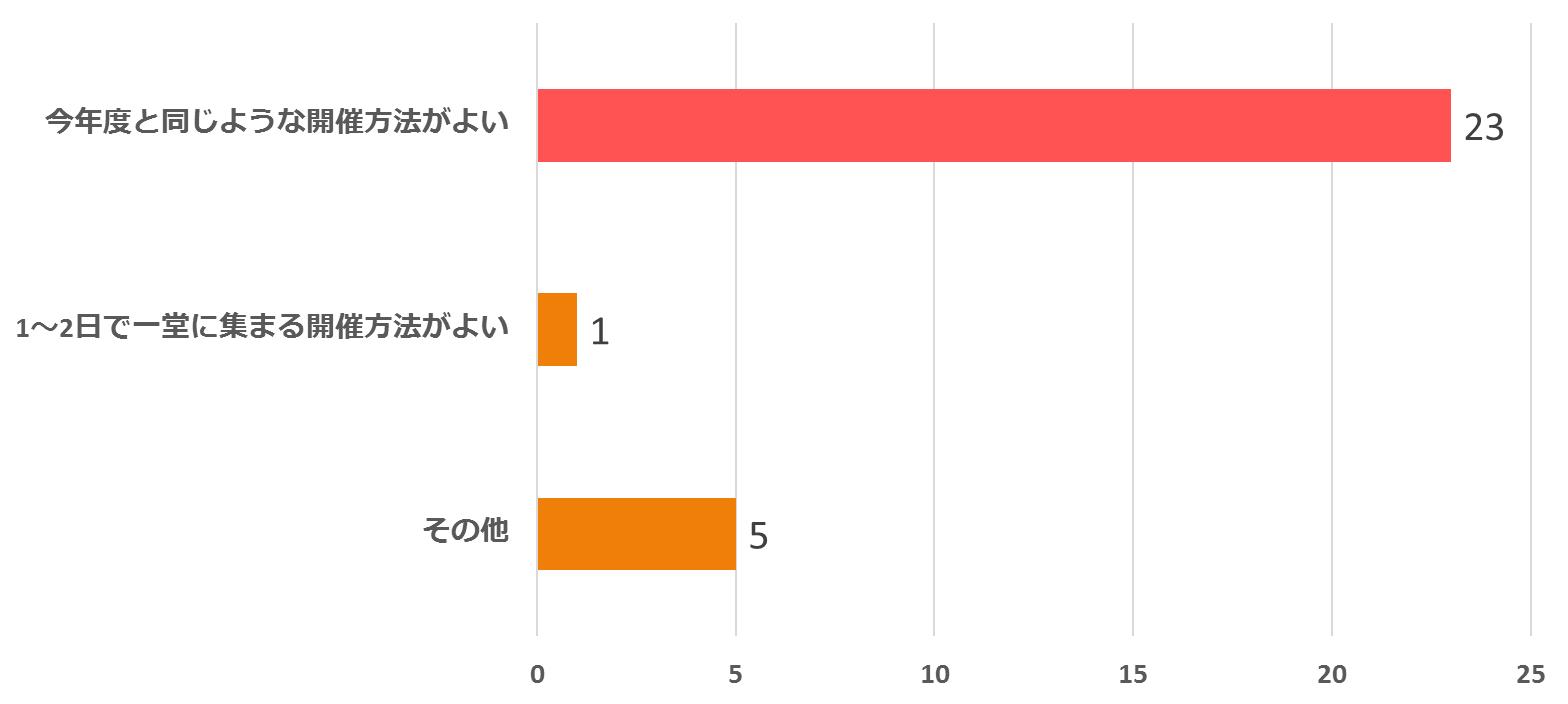 今年度と同じような開催方法がよい
23
1～2日で一堂に集まる開催方法がよい
1
その他
5
0 5 10 15 20 25